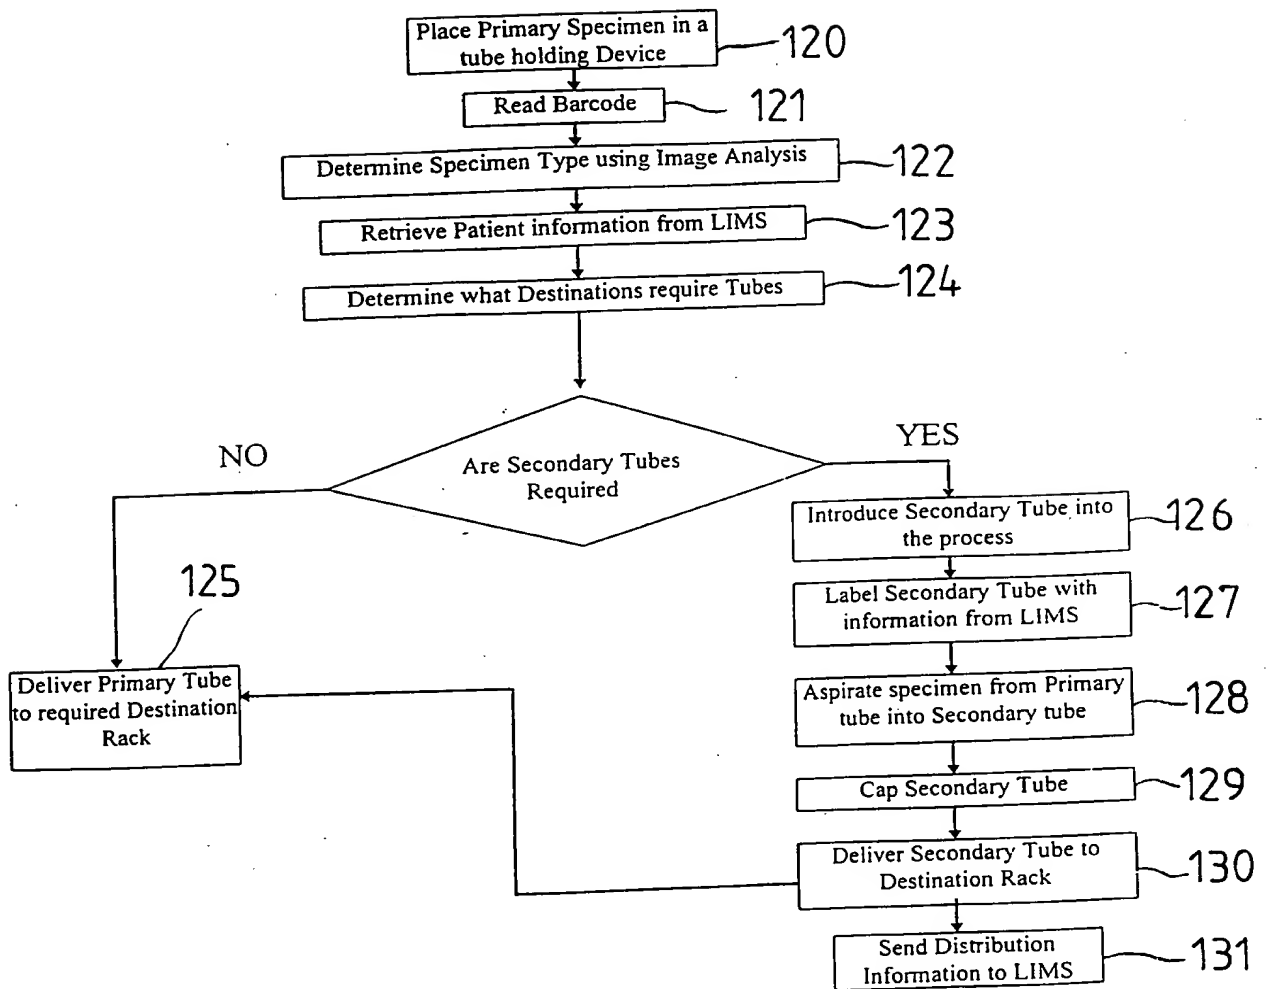 Place Primary Specimen in a
tube holding Device
120
Read Barcode
121
Determine Specimen Type using Image Analysis
122
Retrieve Patient information from LIMS
123
Determine what Destinations require Tubes
124
NO
YES
Are Secondary Tubes
Required
Introduce Secondary Tube into
the process
126
125
Label Secondary Tube with
information from LIMS
127
Deliver Primary Tube
to required Destination
Rack
Aspirate specimen from Primary
tube into Secondary tube
128
Cap Secondary Tube
129
Deliver Secondary Tube to
Destination Rack
130
Send Distribution
Information to LIMS
131